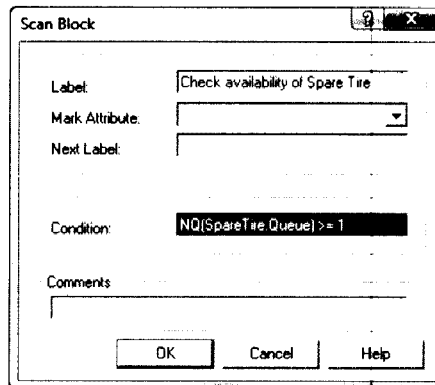 Scan Block
Label: Check availability of Spare Tire
Mark Attribute:
Next Label:
Condition: NQ(SpareTire.Queue) >= 1
Comments
OK Cancel Help